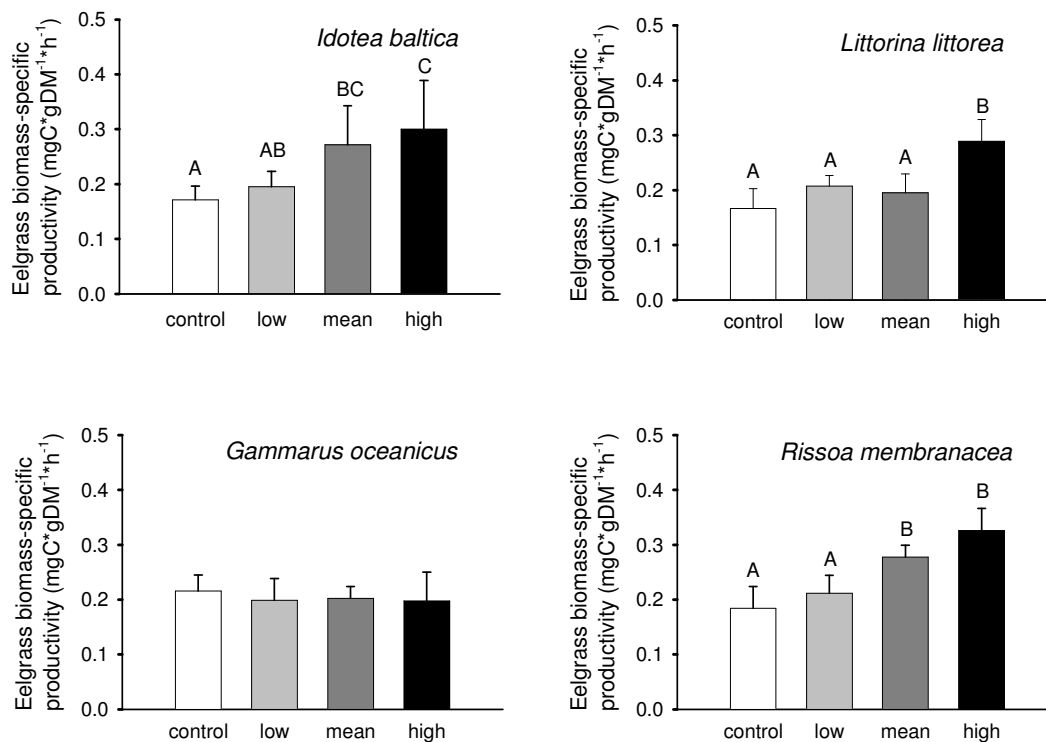 Idotea baltica
Eelgrass biomass-specific
productivity (mgC*gDM⁻¹*h⁻¹)
0.5
0.4
0.3
0.2
0.1
0.0
A
AB
BC
C
control low mean high
Littorina littorea
Eelgrass biomass-specific
productivity (mgC*gDM⁻¹*h⁻¹)
0.5
0.4
0.3
0.2
0.1
0.0
A
A
A
B
control low mean high
Gammarus oceanicus
Eelgrass biomass-specific
productivity (mgC*gDM⁻¹*h⁻¹)
0.5
0.4
0.3
0.2
0.1
0.0
control low mean high
Rissoa membranacea
Eelgrass biomass-specific
productivity (mgC*gDM⁻¹*h⁻¹)
0.5
0.4
0.3
0.2
0.1
0.0
A
A
B
B
control low mean high